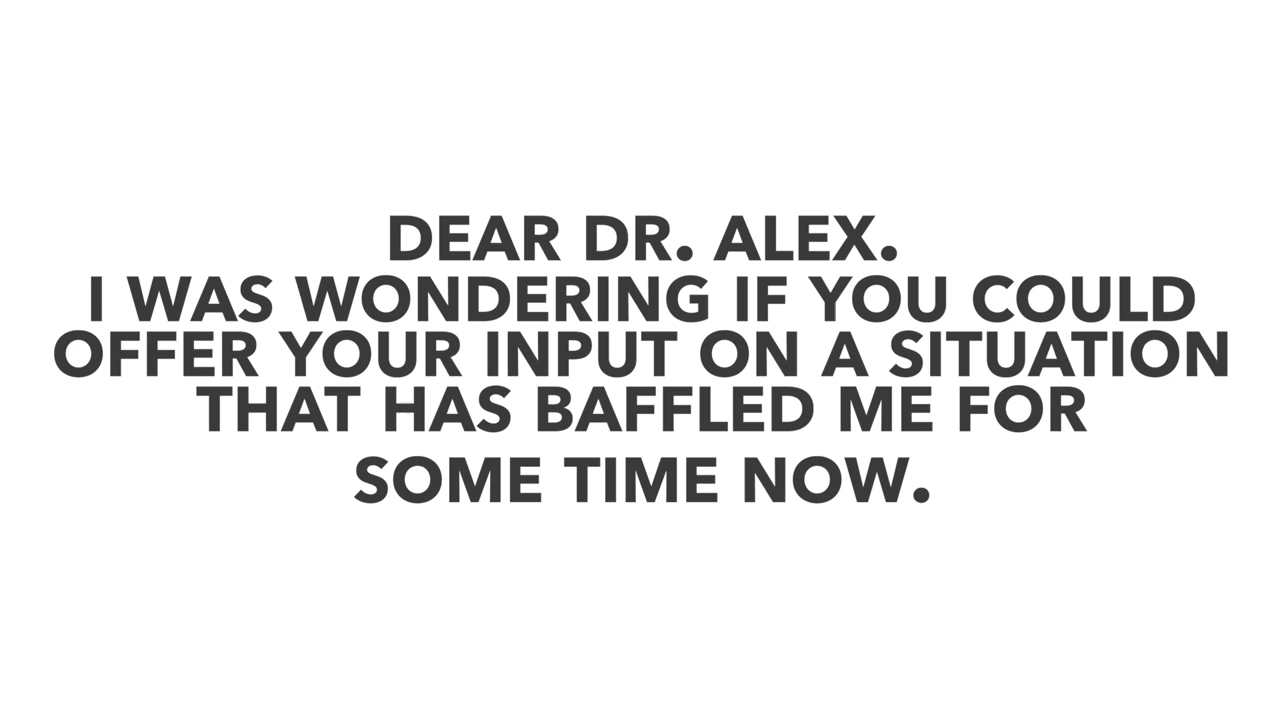 DEAR DR. ALEX.
I WAS WONDERING IF YOU COULD
OFFER YOUR INPUT ON A SITUATION
THAT HAS BAFFLED ME FOR
SOME TIME NOW.